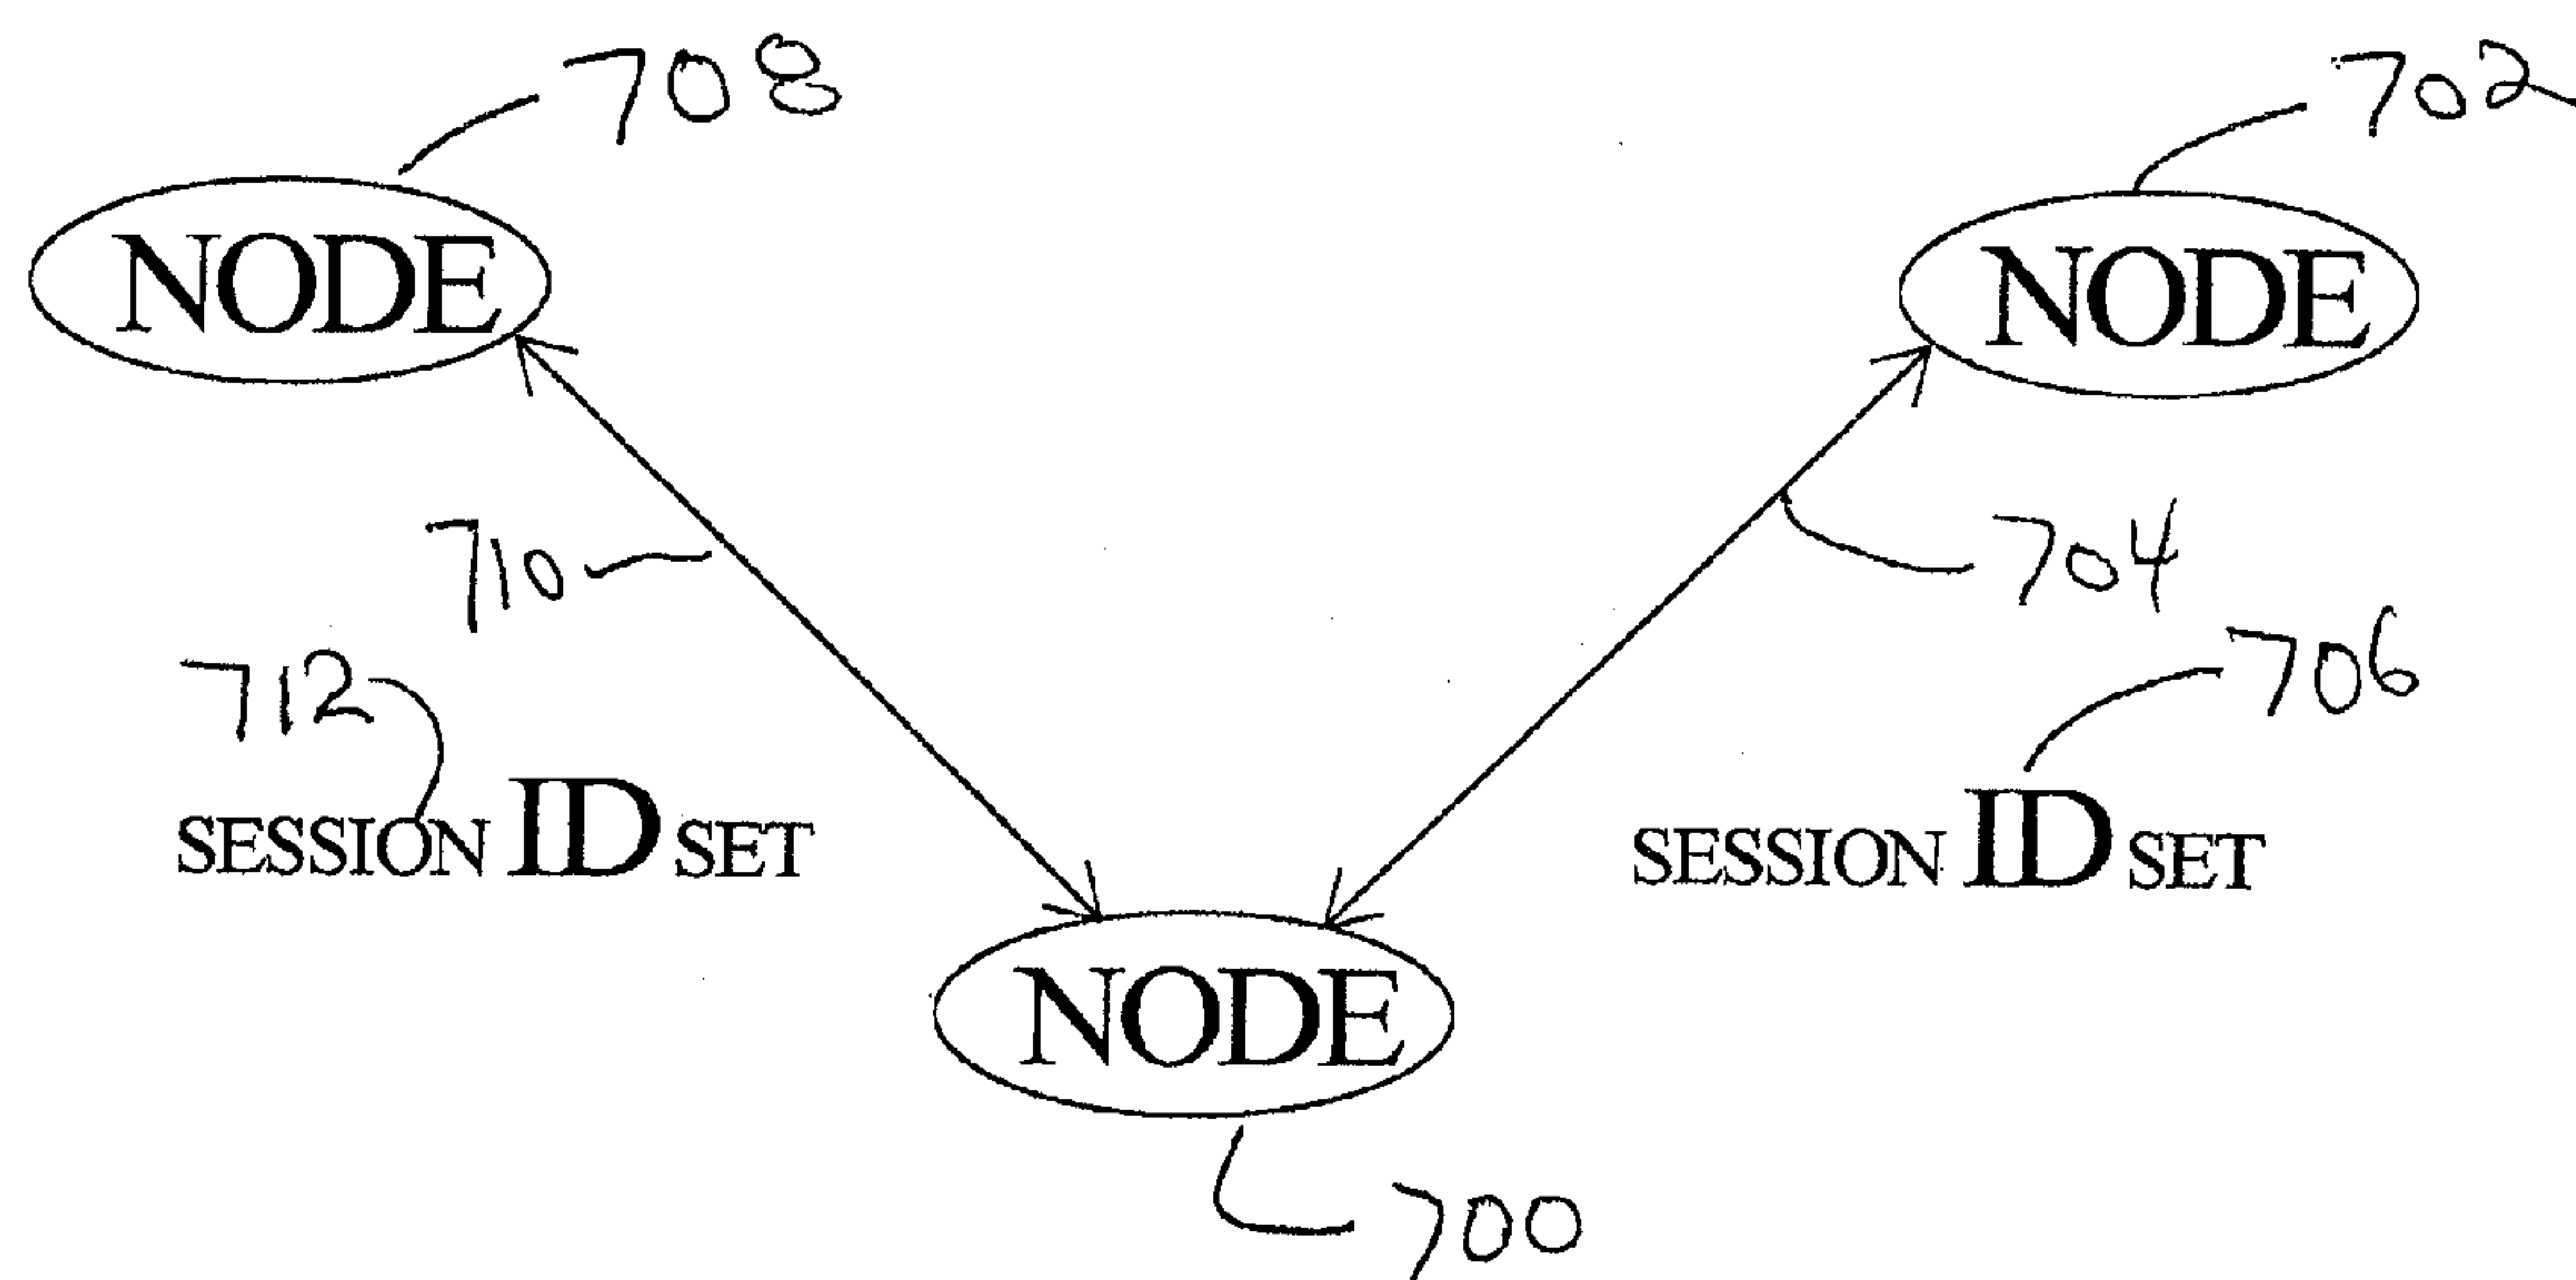 708
702
NODE
NODE
710
704
712
706
SESSION ID SET
SESSION ID SET
NODE
700